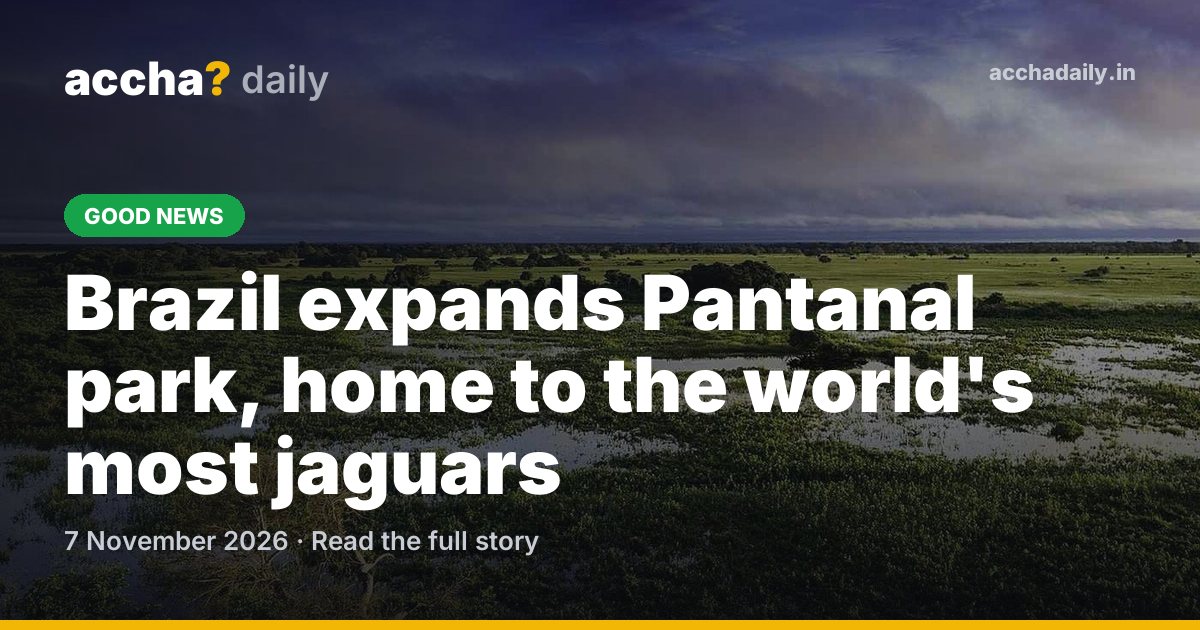 accha? daily
acchadaily.in
GOOD NEWS
Brazil expands Pantanal
park, home to the world's
most jaguars
7 November 2026 · Read the full story